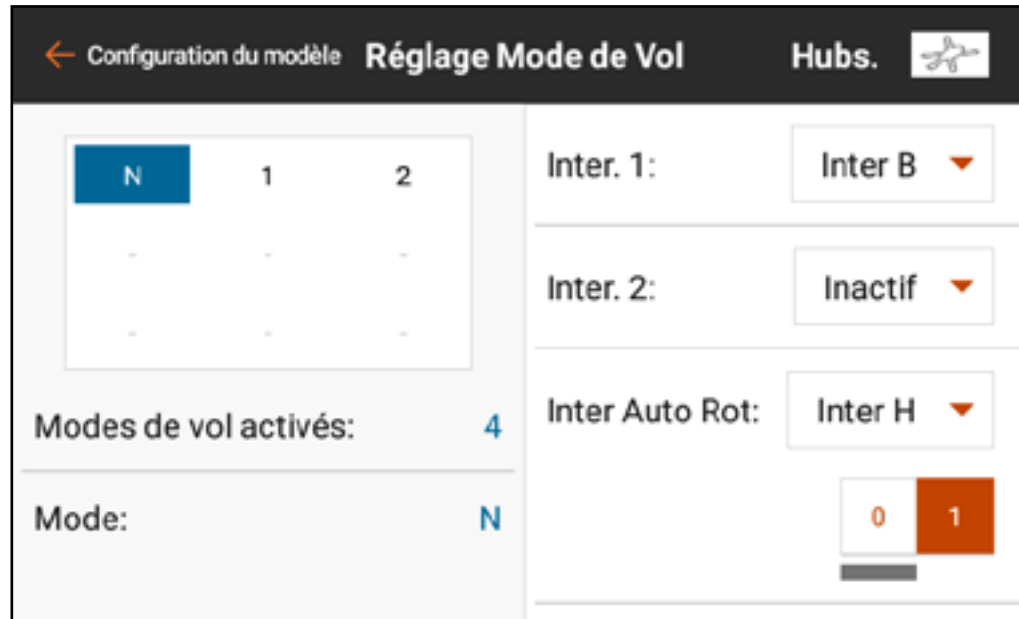 ← Configuration du modèle Réglage Mode de Vol Hubs.
N 1 2
- - -
- - -
Modes de vol activés: 4
Mode: N
Inter. 1: Inter B
Inter. 2: Inactif
Inter Auto Rot: Inter H
0 1